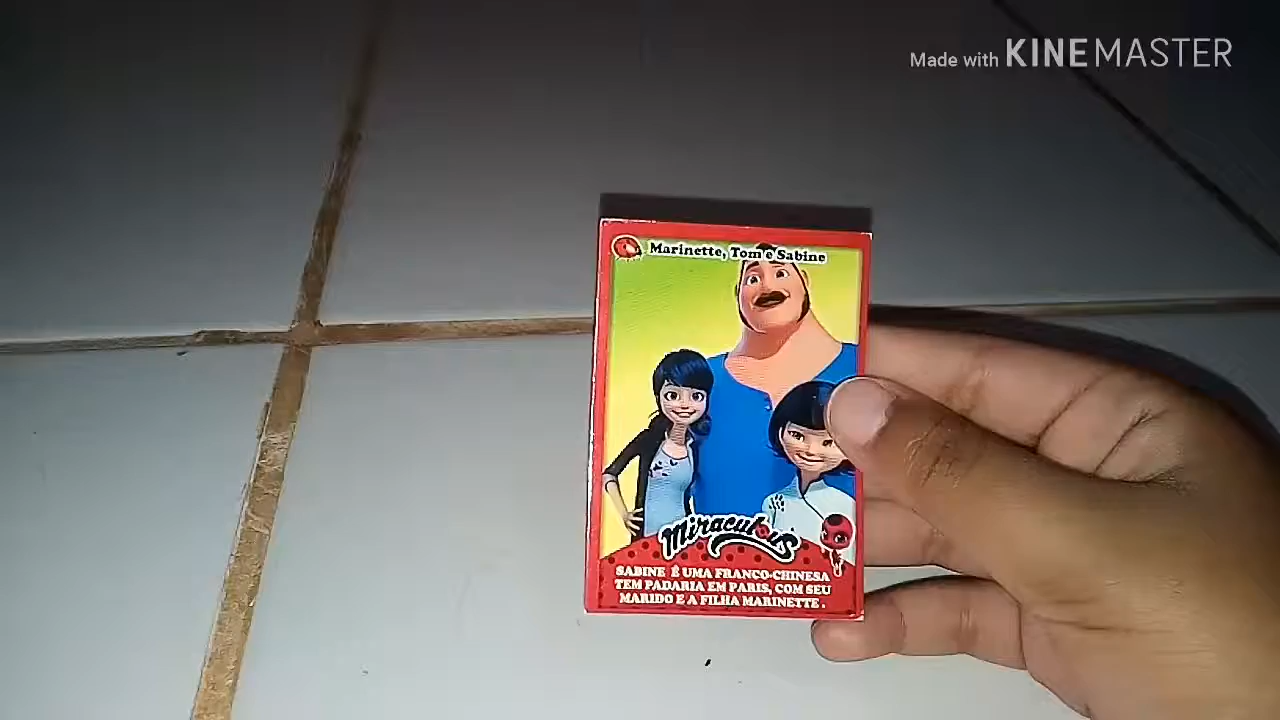 Made with KINEMASTER
Marinette, Tom e Sabine
Miraculous
SABINE É UMA FRANCO-CHINESA
TEM PADARIA EM PARIS, COM SEU
MARIDO E A FILHA MARINETTE.